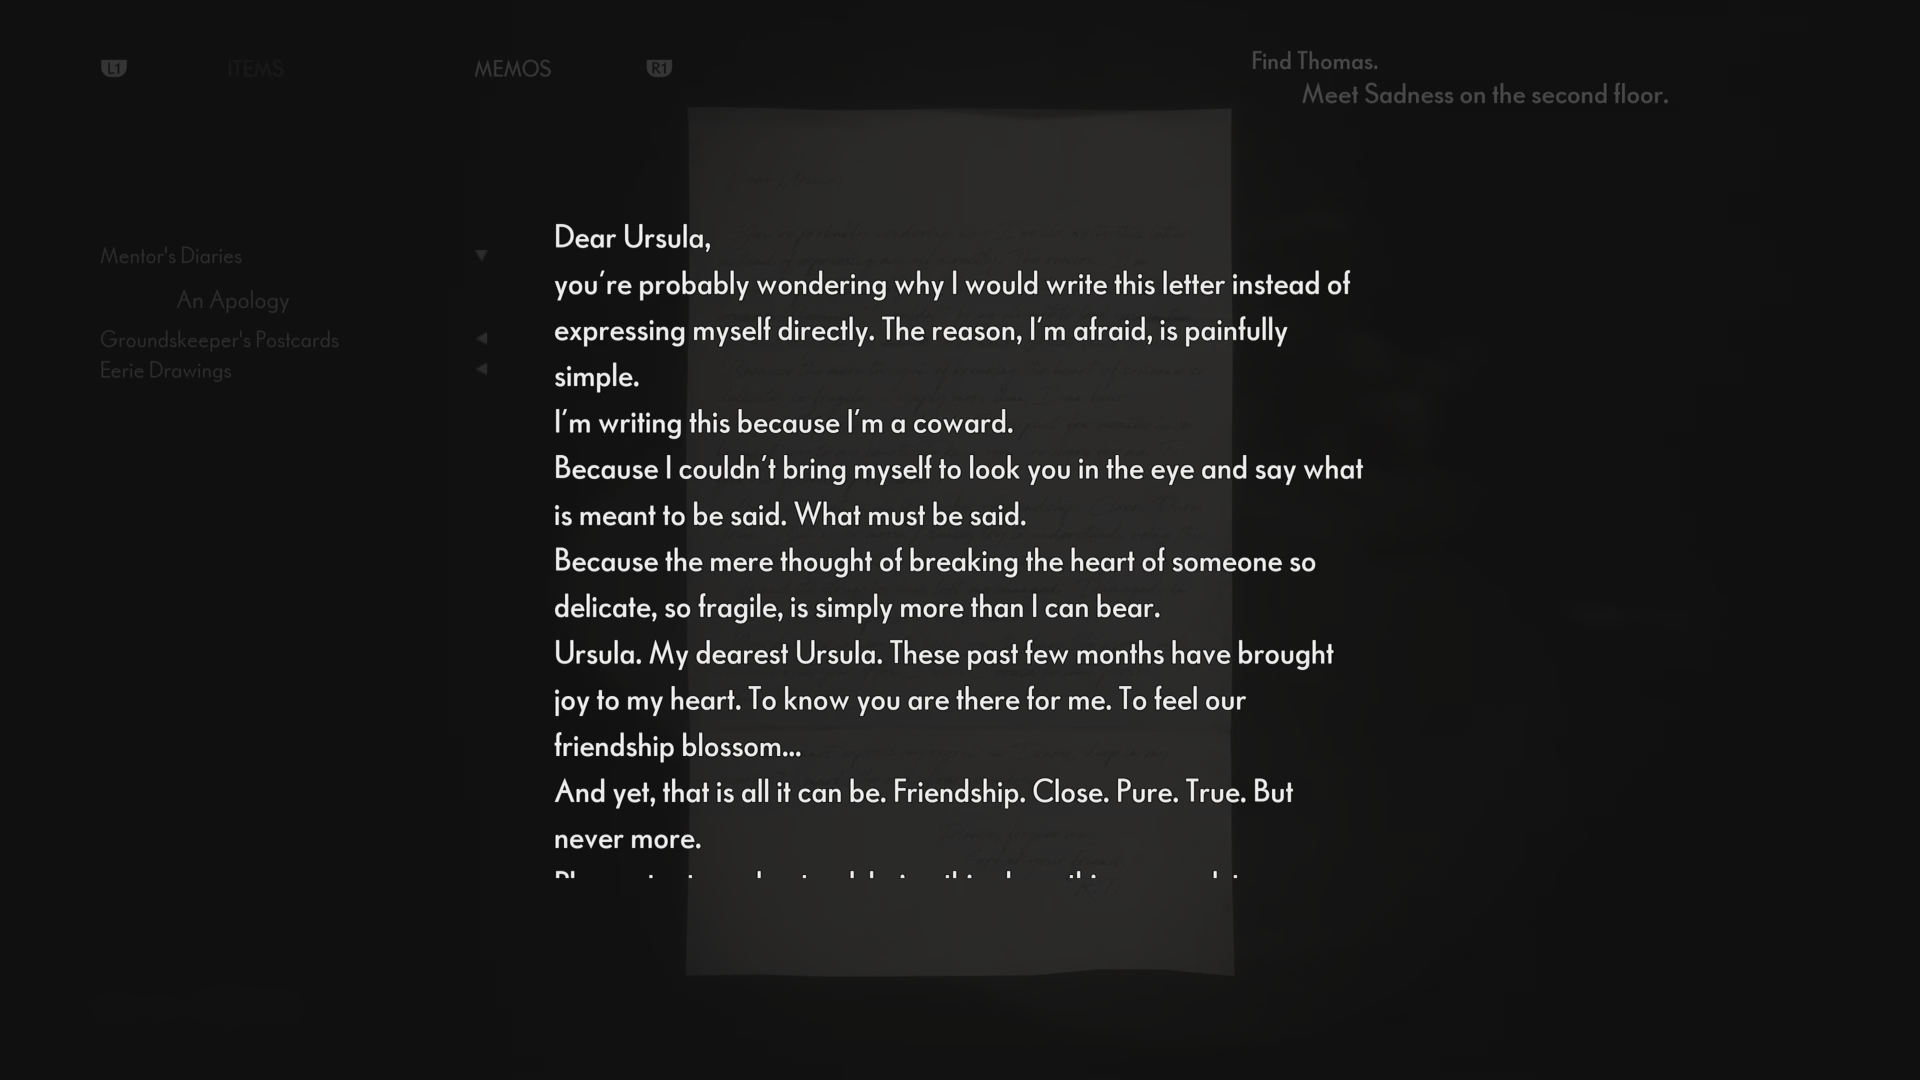 L1 ITEMS MEMOS R1
Find Thomas.
Meet Sadness on the second floor.
Mentor's Diaries
An Apology
Groundskeeper's Postcards
Eerie Drawings
Dear Ursula,
you're probably wondering why I would write this letter instead of
expressing myself directly. The reason, I'm afraid, is painfully
simple.
I'm writing this because I'm a coward.
Because I couldn't bring myself to look you in the eye and say what
is meant to be said. What must be said.
Because the mere thought of breaking the heart of someone so
delicate, so fragile, is simply more than I can bear.
Ursula. My dearest Ursula. These past few months have brought
joy to my heart. To know you are there for me. To feel our
friendship blossom...
And yet, that is all it can be. Friendship. Close. Pure. True. But
never more.